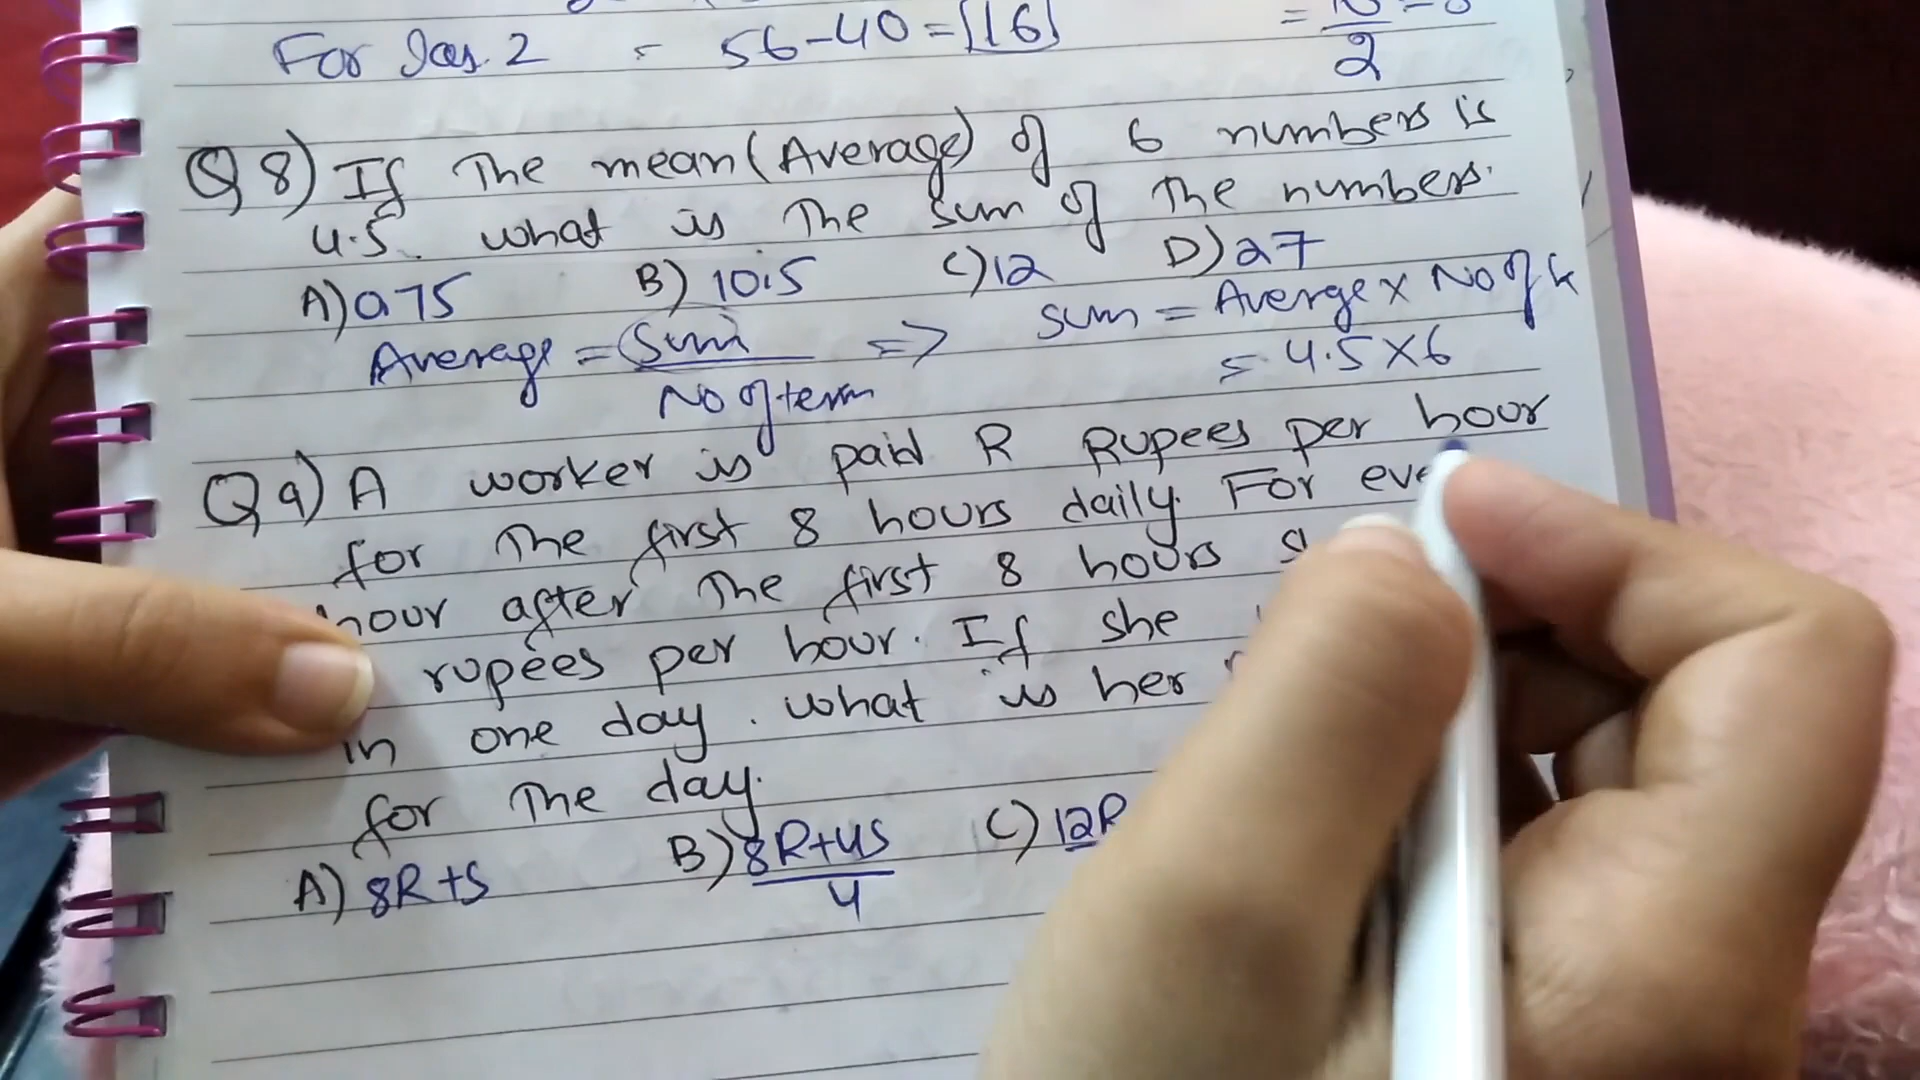 For Jas. 2 = 56-40=16
= 2
Q 8) If The mean (Average) of 6 numbers is
4.5. what is The sum of The numbers.
A) 0.75 B) 10.5 C) 12 D) 27
Average = Sum / No of term => sum = Average x No of
= 4.5 x 6
Q 9) A worker is paid R Rupees per hour
for The first 8 hours daily. For
hour after The first 8 hours
rupees per hour. If she
in one day. what is her
for The day.
A) 8R+S B) 8R+4S / 4 C) 12R